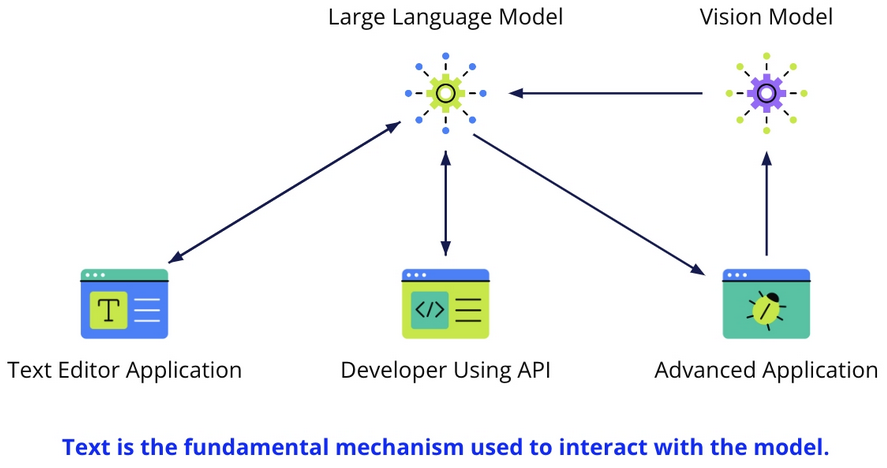 Large Language Model
Vision Model
T
</>
Text Editor Application
Developer Using API
Advanced Application
Text is the fundamental mechanism used to interact with the model.